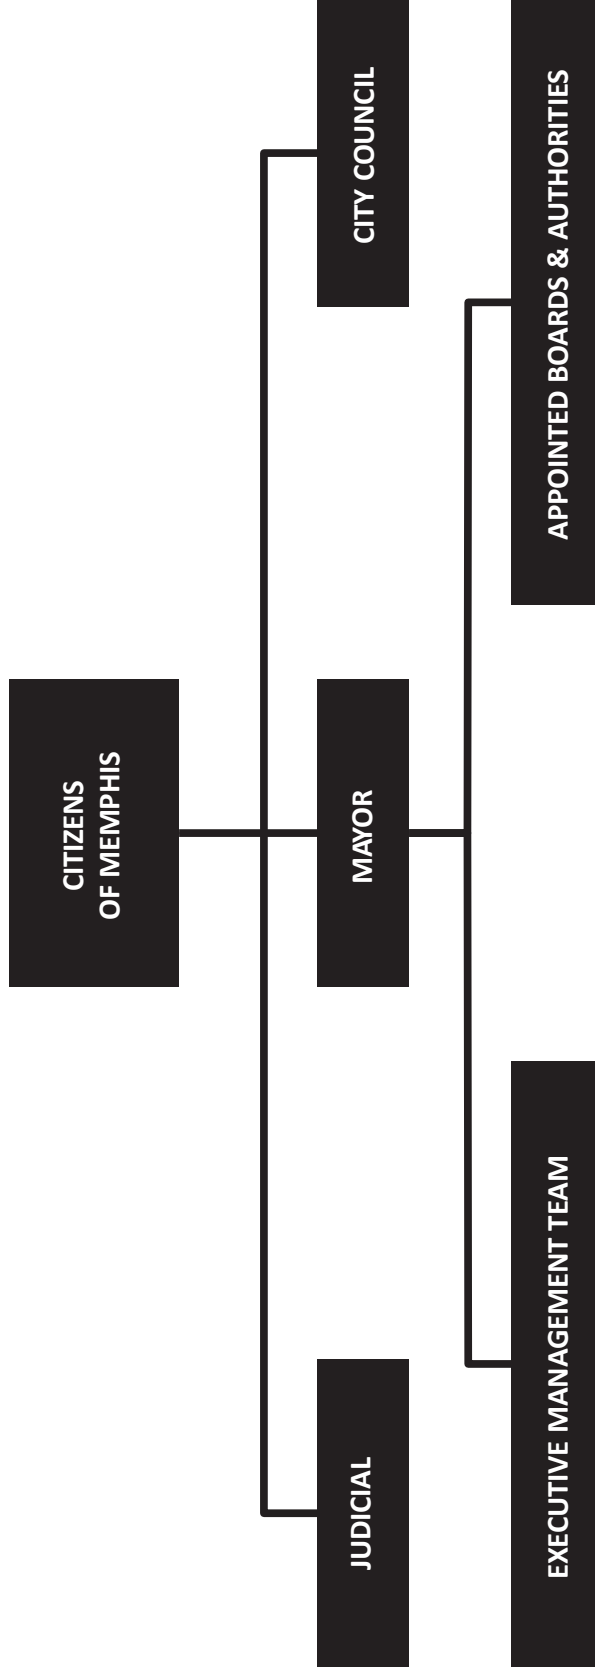 CITIZENS
OF MEMPHIS
JUDICIAL
MAYOR
CITY COUNCIL
EXECUTIVE MANAGEMENT TEAM
APPOINTED BOARDS & AUTHORITIES